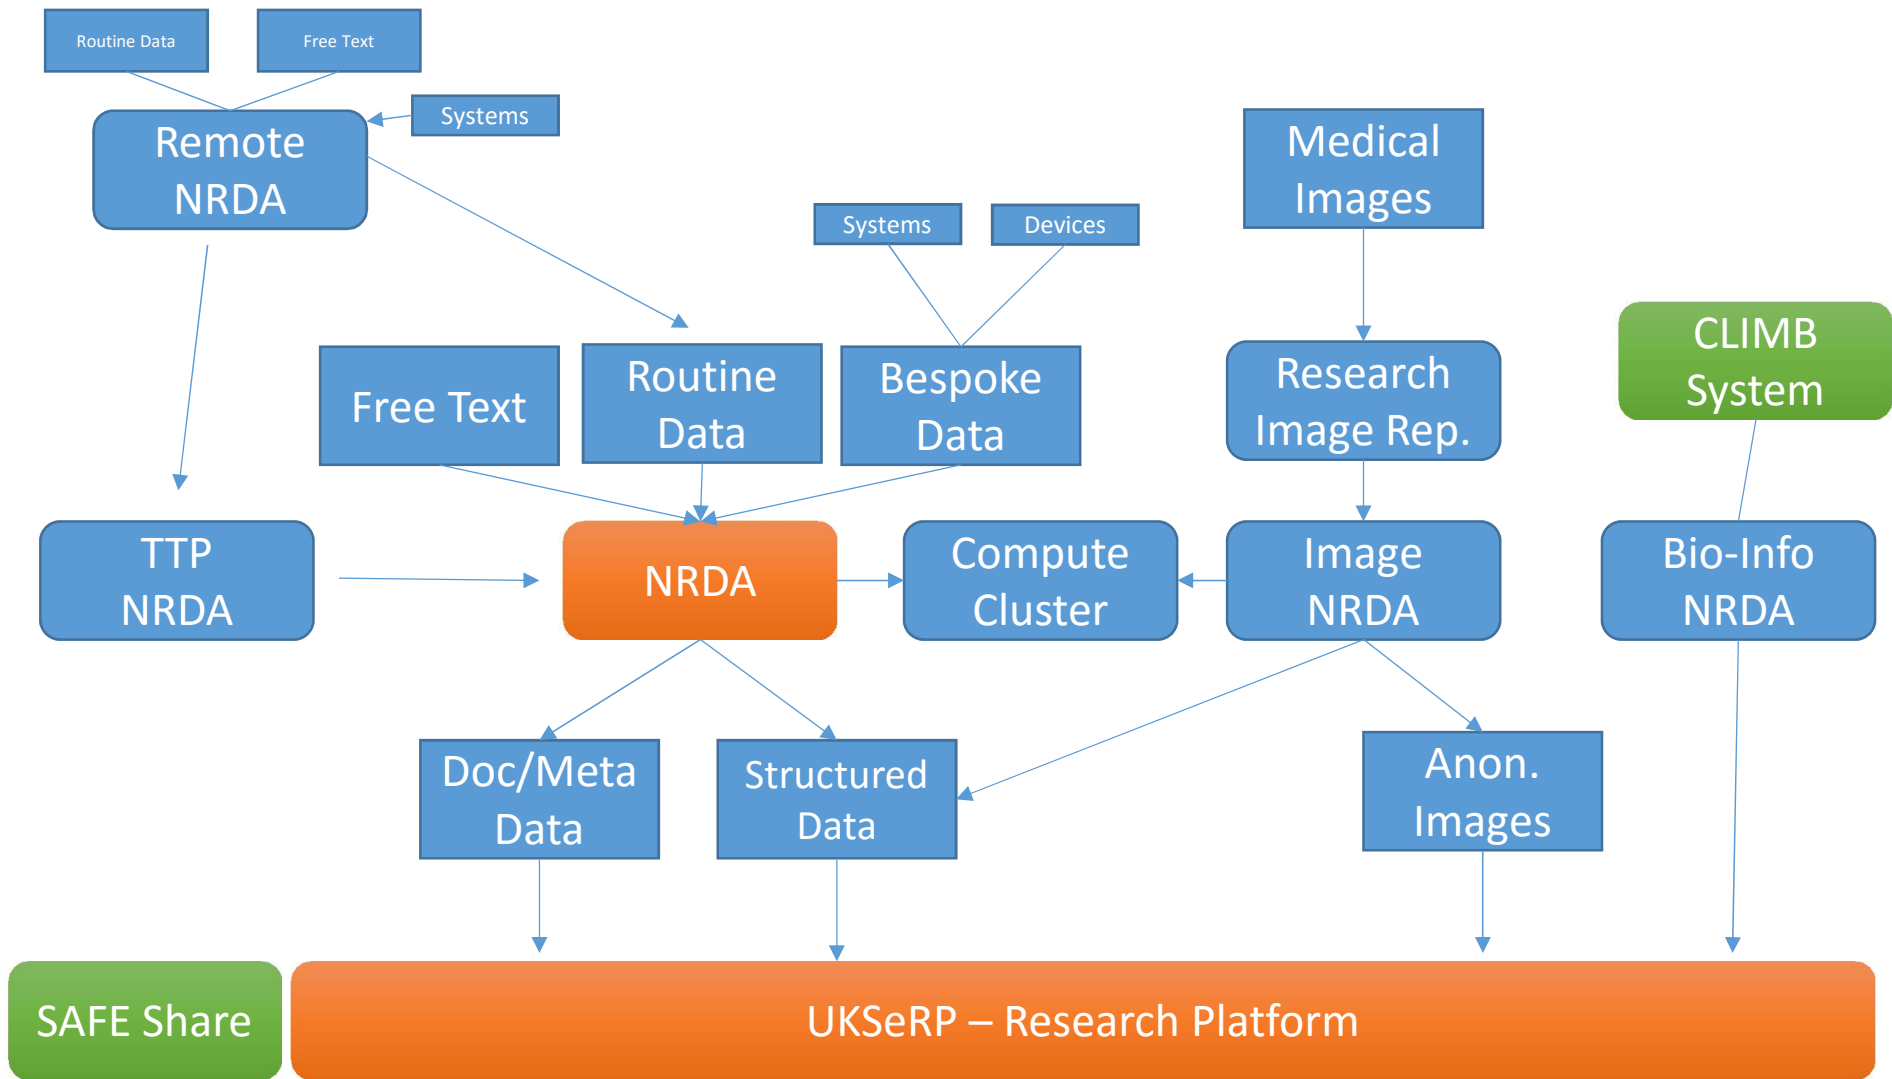 Routine Data
Free Text
Systems
Remote
NRDA
Medical
Images
Systems
Devices
CLIMB
System
Free Text
Routine
Data
Bespoke
Data
Research
Image Rep.
TTP
NRDA
NRDA
Compute
Cluster
Image
NRDA
Bio-Info
NRDA
Doc/Meta
Data
Structured
Data
Anon.
Images
SAFE Share
UKSeRP – Research Platform